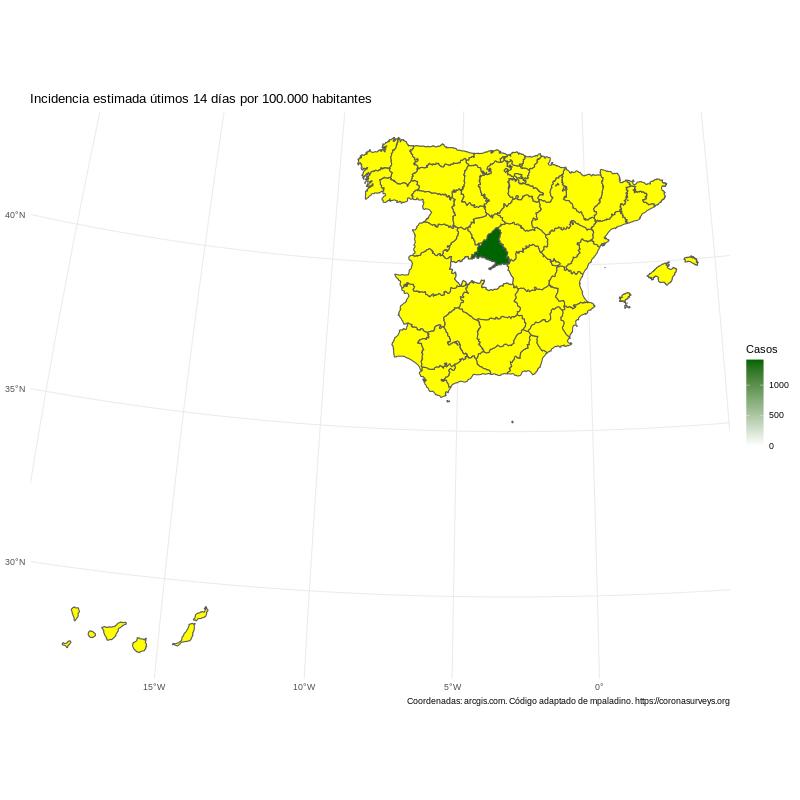 Incidencia estimada útimos 14 días por 100.000 habitantes
40°N
35°N
30°N
15°W
10°W
5°W
0°
Casos
1000
500
0
Coordenadas: arcgis.com. Código adaptado de mpaladino. https://coronasurveys.org